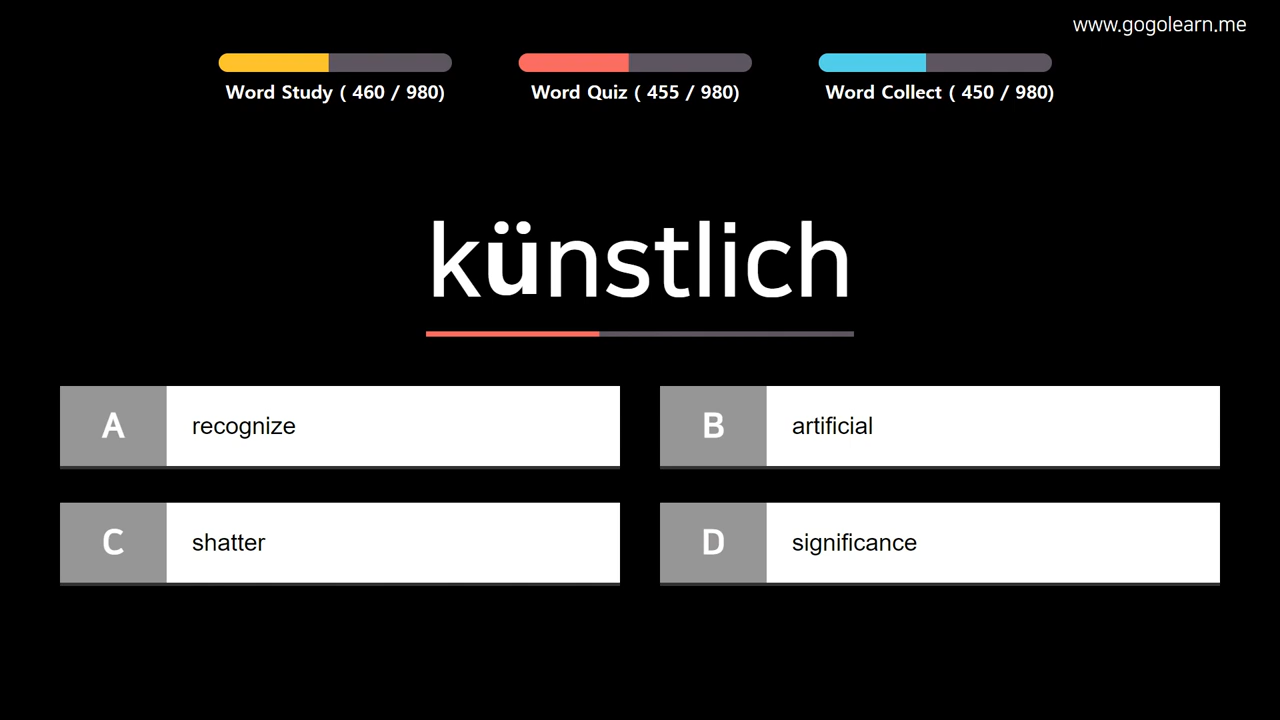 www.gogolearn.me
Word Study ( 460 / 980)
Word Quiz ( 455 / 980)
Word Collect ( 450 / 980)
künstlich
A recognize
B artificial
C shatter
D significance